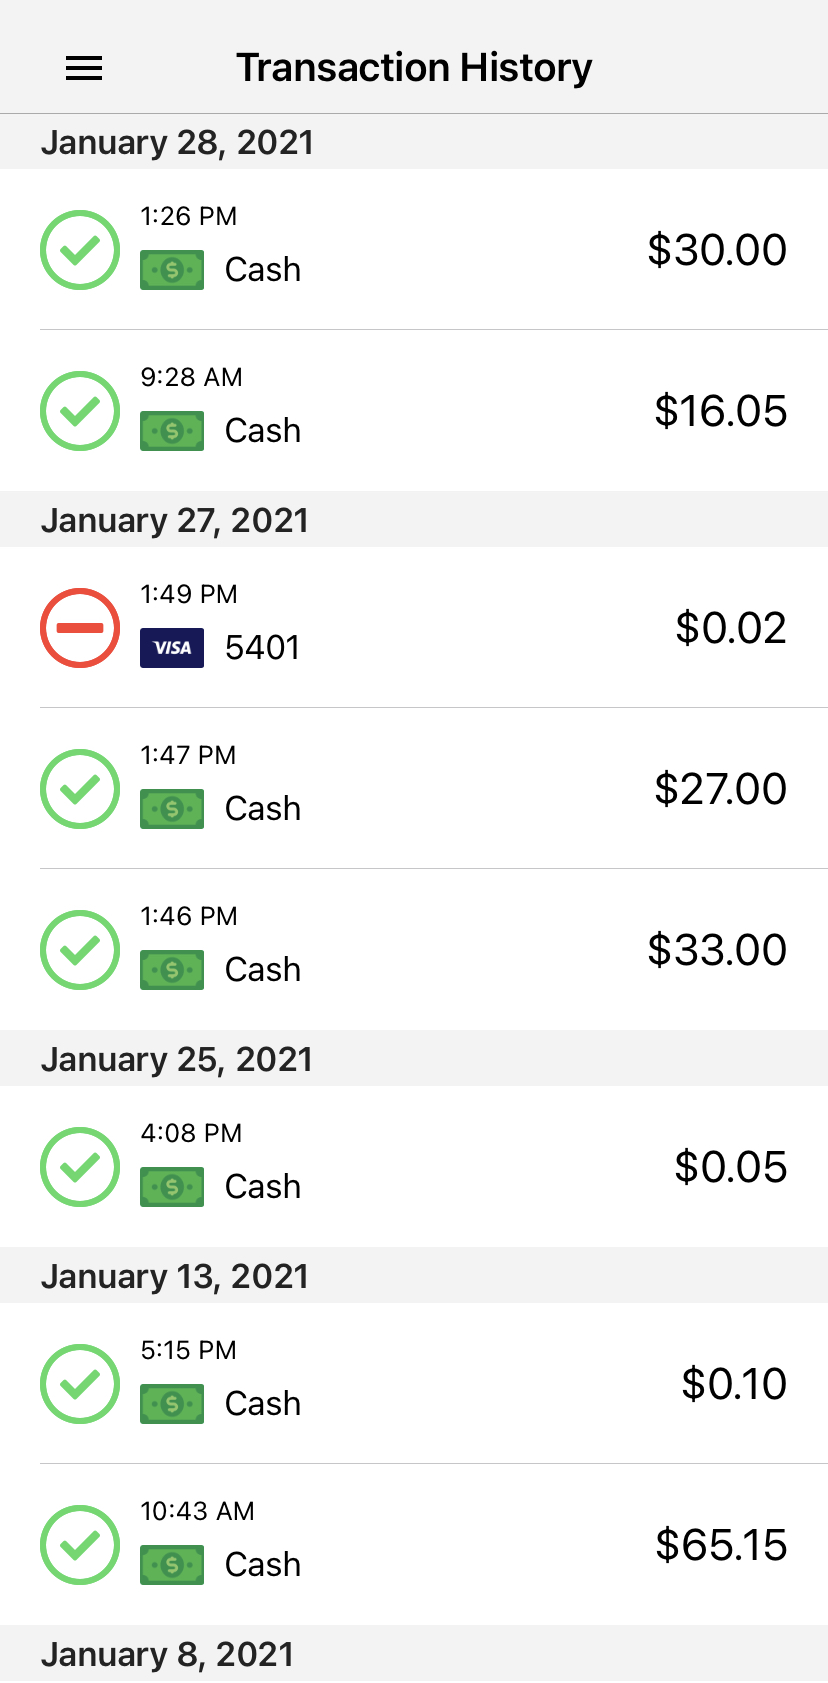 Transaction History
January 28, 2021
1:26 PM
$ Cash
$30.00
9:28 AM
$ Cash
$16.05
January 27, 2021
1:49 PM
VISA 5401
$0.02
1:47 PM
$ Cash
$27.00
1:46 PM
$ Cash
$33.00
January 25, 2021
4:08 PM
$ Cash
$0.05
January 13, 2021
5:15 PM
$ Cash
$0.10
10:43 AM
$ Cash
$65.15
January 8, 2021